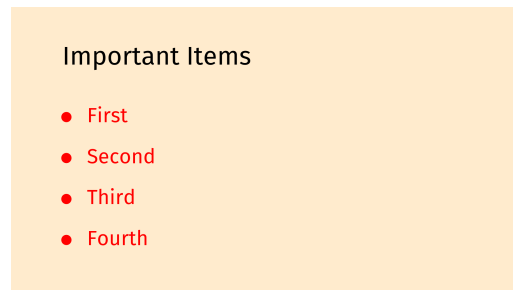 Important Items
● First
● Second
● Third
● Fourth